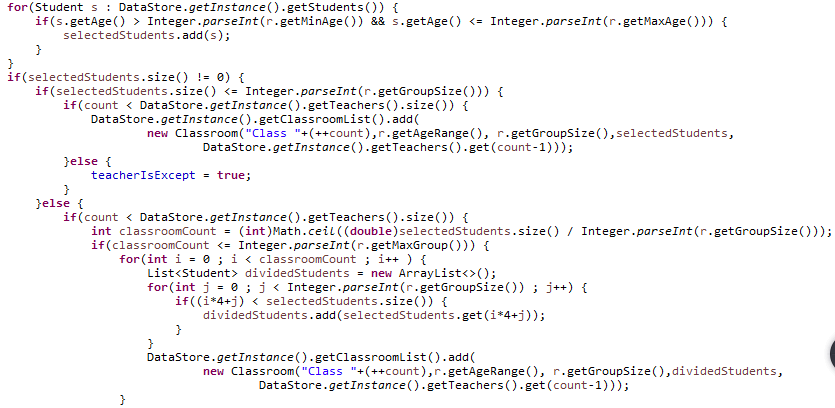 for(Student s : DataStore.getInstance().getStudents()) {
if(s.getAge() > Integer.parseInt(r.getMinAge()) && s.getAge() <= Integer.parseInt(r.getMaxAge())) {
selectedStudents.add(s);
}
}
if(selectedStudents.size() != 0) {
if(selectedStudents.size() <= Integer.parseInt(r.getGroupSize())) {
if(count < DataStore.getInstance().getTeachers().size()) {
DataStore.getInstance().getClassroomList().add(
new Classroom("Class "+(++count),r.getAgeRange(), r.getGroupSize(),selectedStudents,
DataStore.getInstance().getTeachers().get(count-1)));
}else {
teacherIsExcept = true;
}
}else {
if(count < DataStore.getInstance().getTeachers().size()) {
int classroomCount = (int)Math.ceil((double)selectedStudents.size() / Integer.parseInt(r.getGroupSize()));
if(classroomCount <= Integer.parseInt(r.getMaxGroup())) {
for(int i = 0 ; i < classroomCount ; i++ ) {
List<Student> dividedStudents = new ArrayList<>();
for(int j = 0 ; j < Integer.parseInt(r.getGroupSize()) ; j++) {
if((i*4+j) < selectedStudents.size()) {
dividedStudents.add(selectedStudents.get(i*4+j));
}
}
DataStore.getInstance().getClassroomList().add(
new Classroom("Class "+(++count),r.getAgeRange(), r.getGroupSize(),dividedStudents,
DataStore.getInstance().getTeachers().get(count-1)));
}